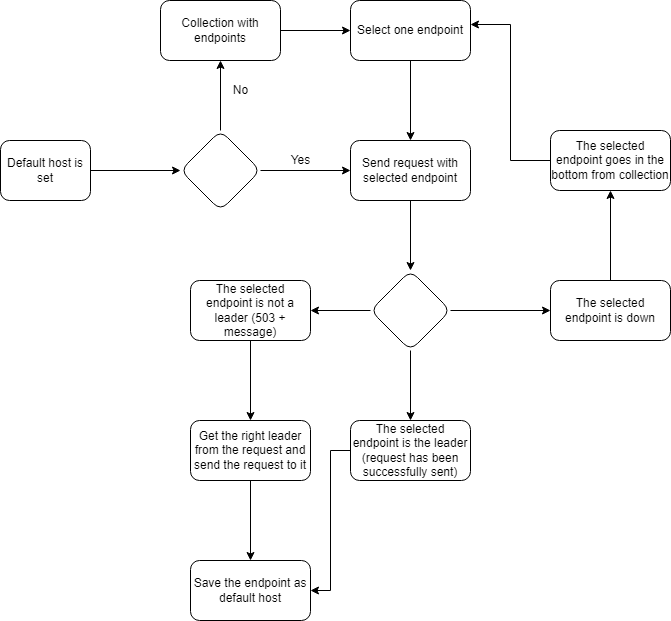 Collection with
endpoints
Select one endpoint
No
Default host is
set
Yes
Send request with
selected endpoint
The selected
endpoint goes in the
bottom from collection
The selected
endpoint is not a
leader (503 +
message)
The selected
endpoint is down
Get the right leader
from the request and
send the request to it
The selected
endpoint is the leader
(request has been
successfully sent)
Save the endpoint as
default host